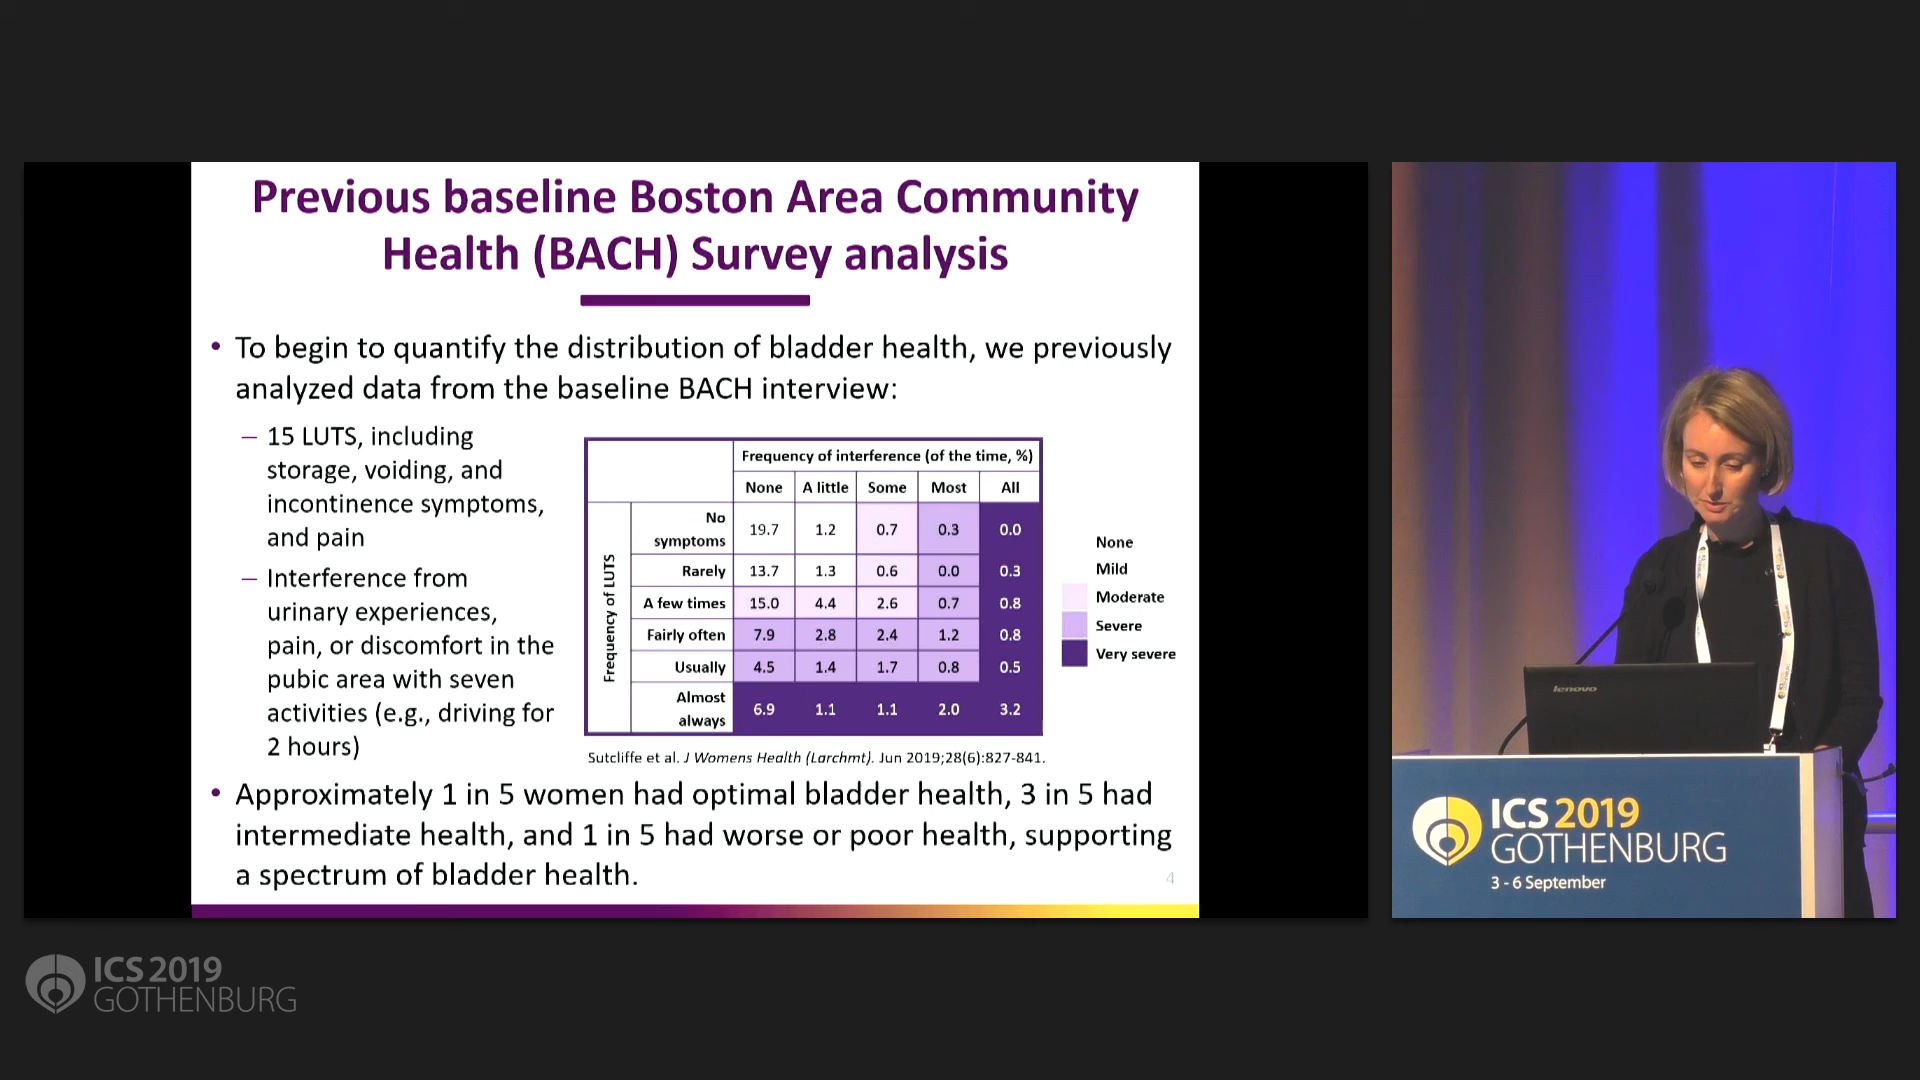 Previous baseline Boston Area Community
Health (BACH) Survey analysis
• To begin to quantify the distribution of bladder health, we previously
analyzed data from the baseline BACH interview:
– 15 LUTS, including
storage, voiding, and
incontinence symptoms,
and pain
– Interference from
urinary experiences,
pain, or discomfort in the
pubic area with seven
activities (e.g., driving for
2 hours)
Frequency of interference (of the time, %)
None A little Some Most All
Frequency of LUTS
No
symptoms 19.7 1.2 0.7 0.3 0.0
Rarely 13.7 1.3 0.6 0.0 0.3
A few times 15.0 4.4 2.6 0.7 0.8
Fairly often 7.9 2.8 2.4 1.2 0.8
Usually 4.5 1.4 1.7 0.8 0.5
Almost
always 6.9 1.1 1.1 2.0 3.2
None
Mild
Moderate
Severe
Very severe
Sutcliffe et al. J Womens Health (Larchmt). Jun 2019;28(6):827-841.
• Approximately 1 in 5 women had optimal bladder health, 3 in 5 had
intermediate health, and 1 in 5 had worse or poor health, supporting
a spectrum of bladder health.
4
lenovo
ICS 2019
GOTHENBURG
3 - 6 September
ICS 2019
GOTHENBURG